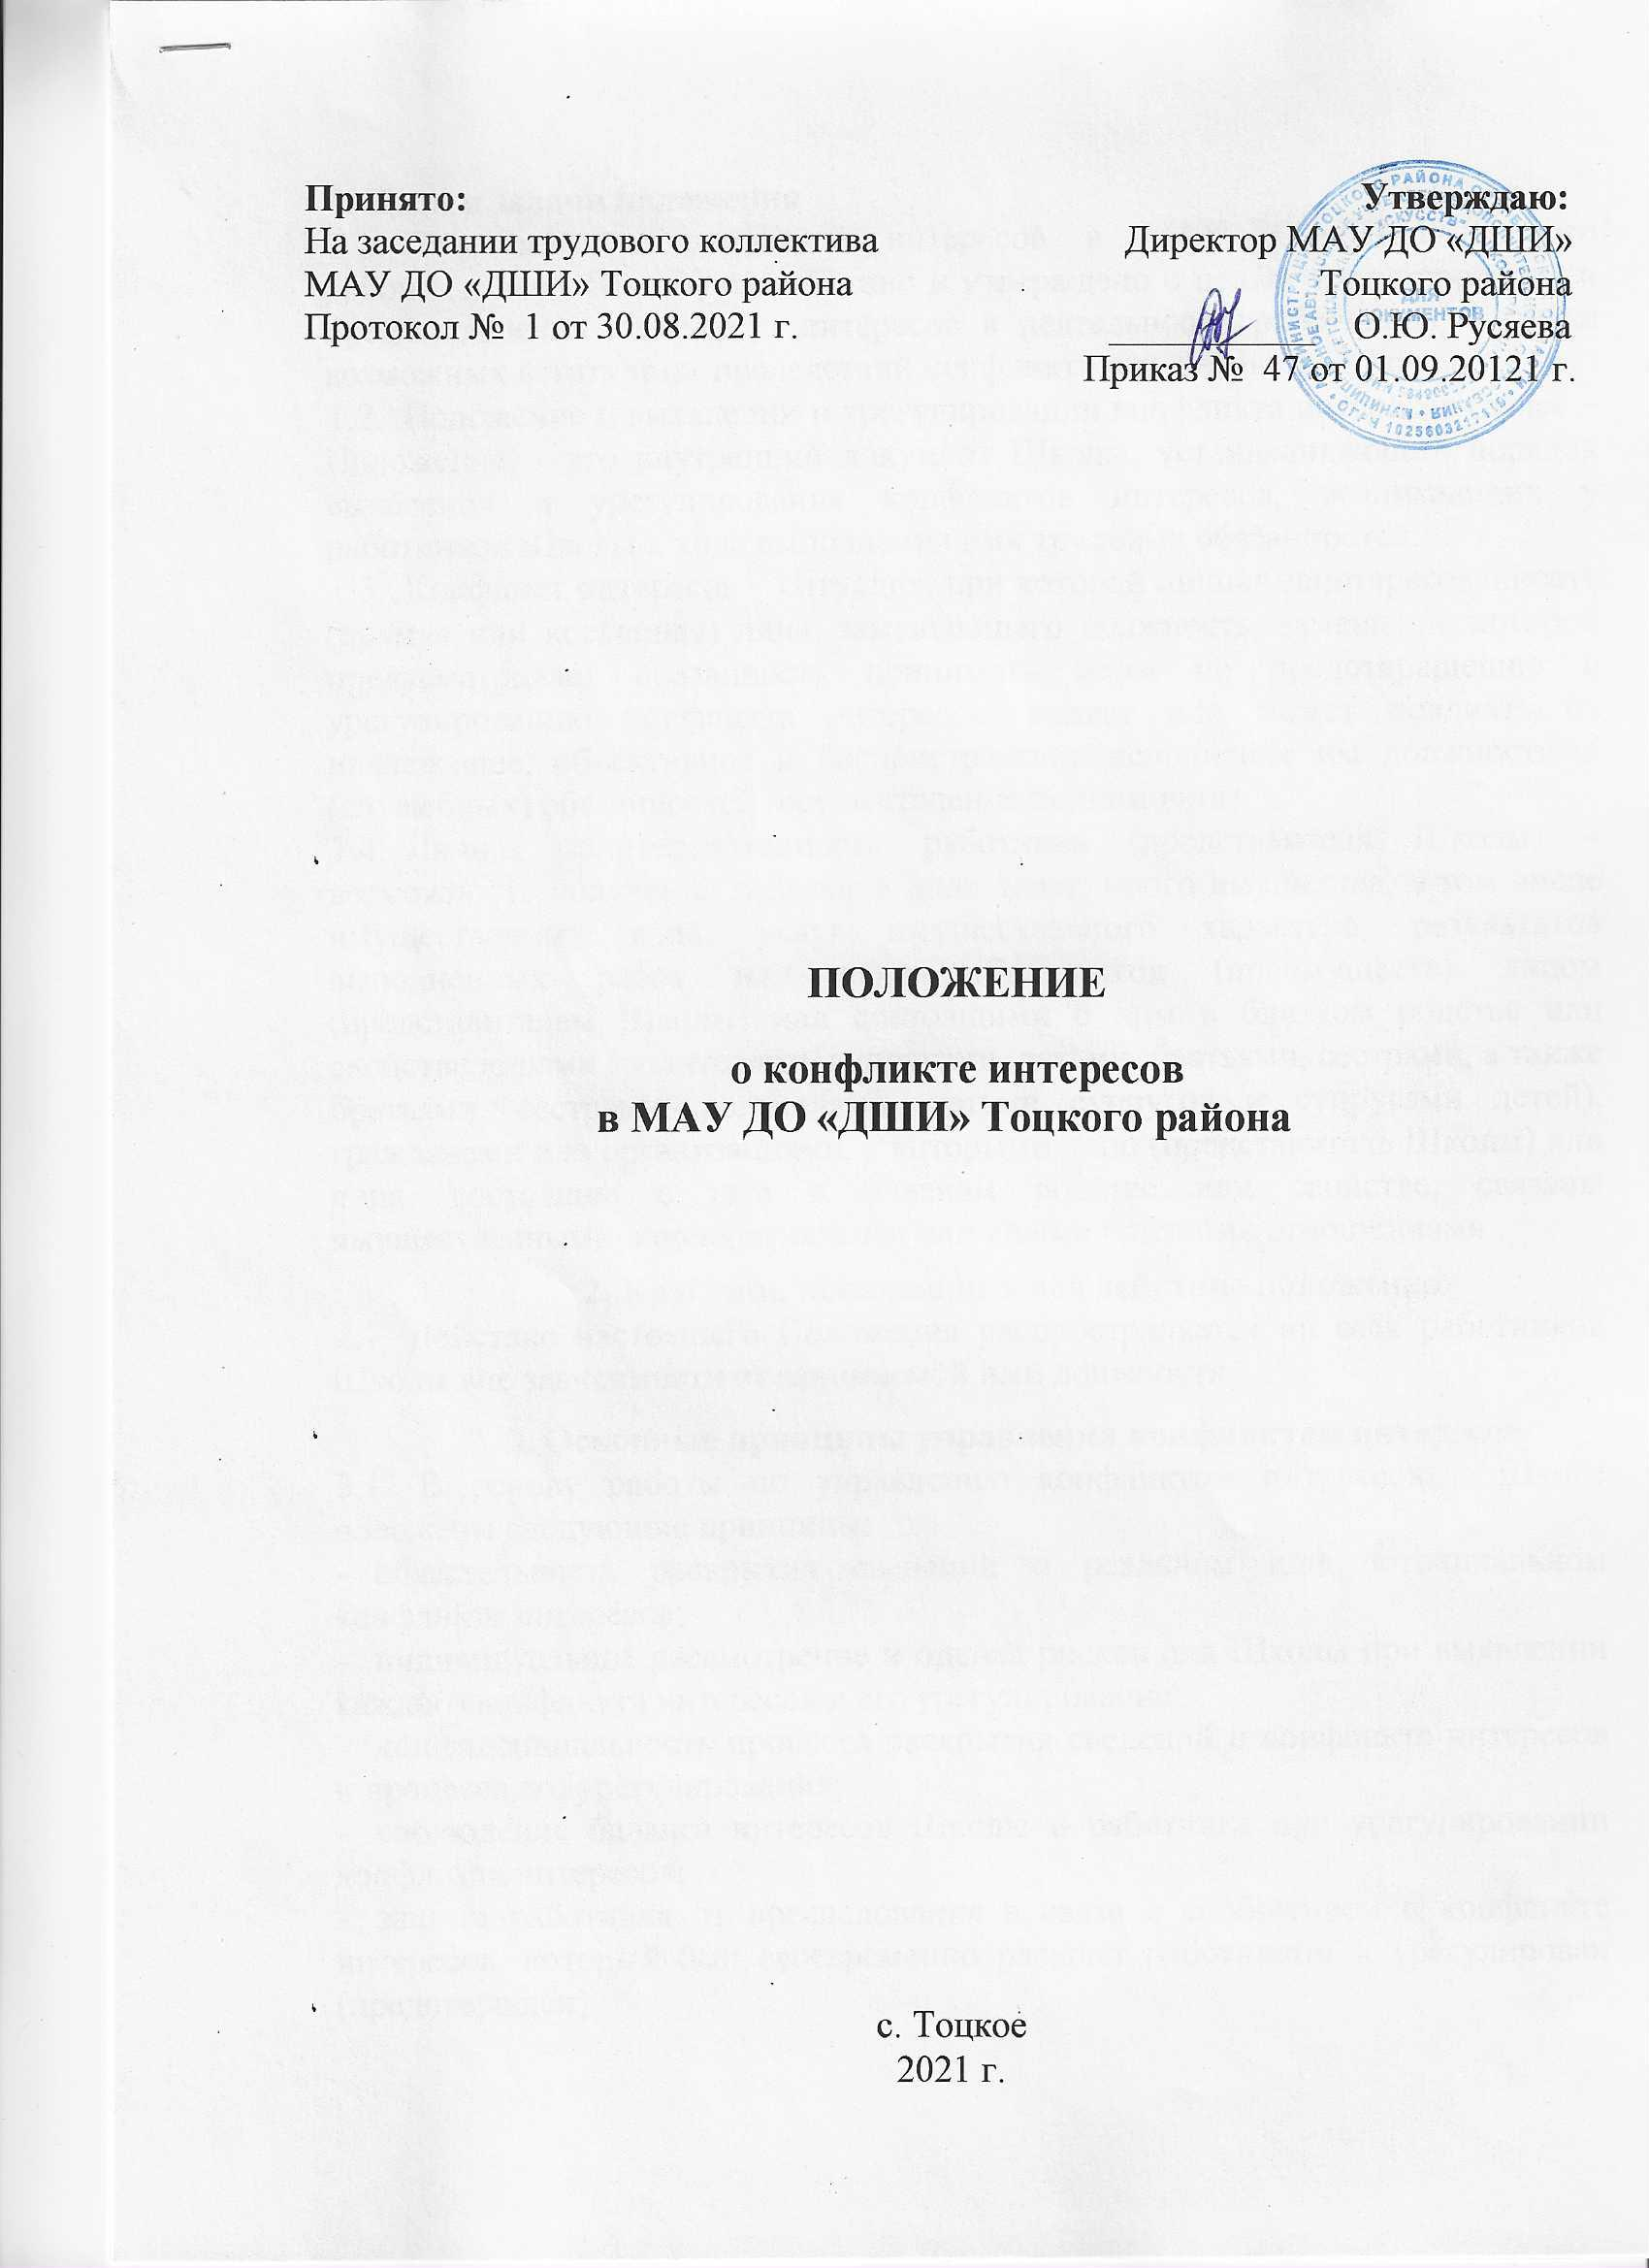 Принято:
На заседании трудового коллектива
МАУ ДО «ДШИ» Тоцкого района
Протокол № 1 от 30.08.2021 г.
Утверждаю:
Директор МАУ ДО «ДШИ»
Тоцкого района
О.Ю. Русяева
Приказ № 47 от 01.09.20121 г.
ДЛЯ
ДОКУМЕНТОВ
ПОЛОЖЕНИЕ
о конфликте интересов
в МАУ ДО «ДШИ» Тоцкого района
с. Тоцкое
2021 г.